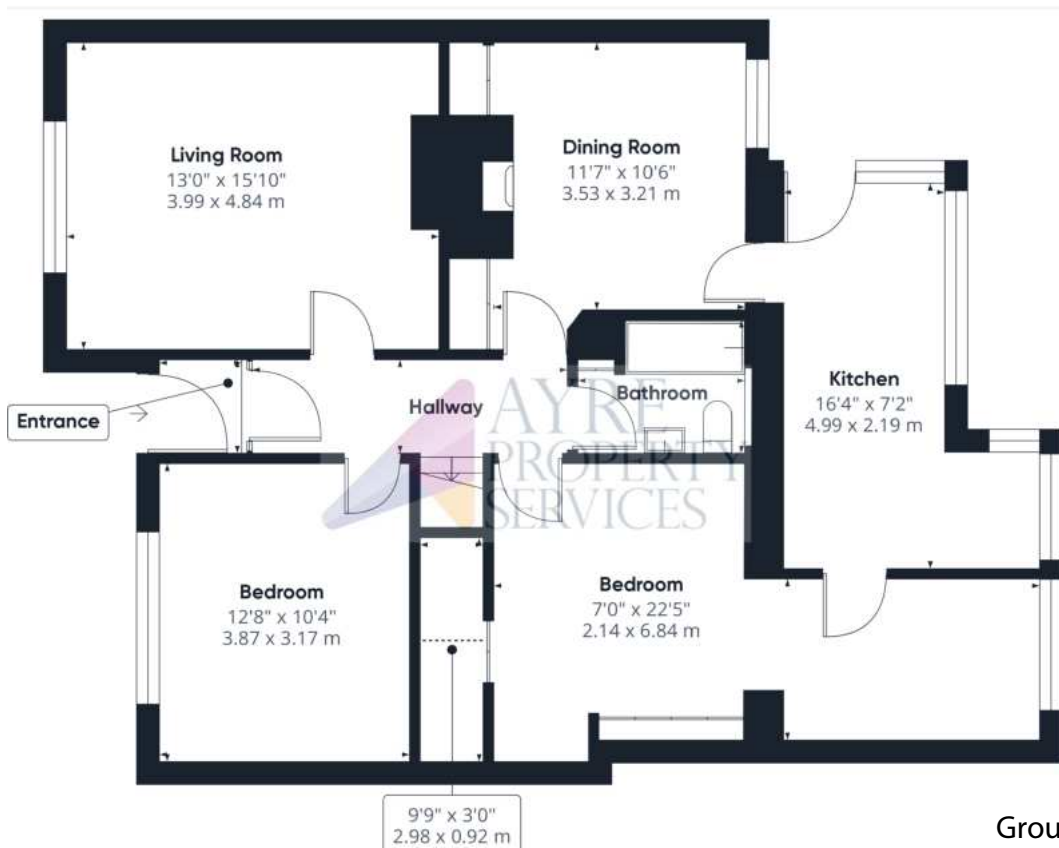 Living Room
13'0" x 15'10"
3.99 x 4.84 m
Dining Room
11'7" x 10'6"
3.53 x 3.21 m
Kitchen
16'4" x 7'2"
4.99 x 2.19 m
Entrance
Hallway
Bathroom
AYRE
PROPERTY
SERVICES
Bedroom
12'8" x 10'4"
3.87 x 3.17 m
Bedroom
7'0" x 22'5"
2.14 x 6.84 m
9'9" x 3'0"
2.98 x 0.92 m
Grou